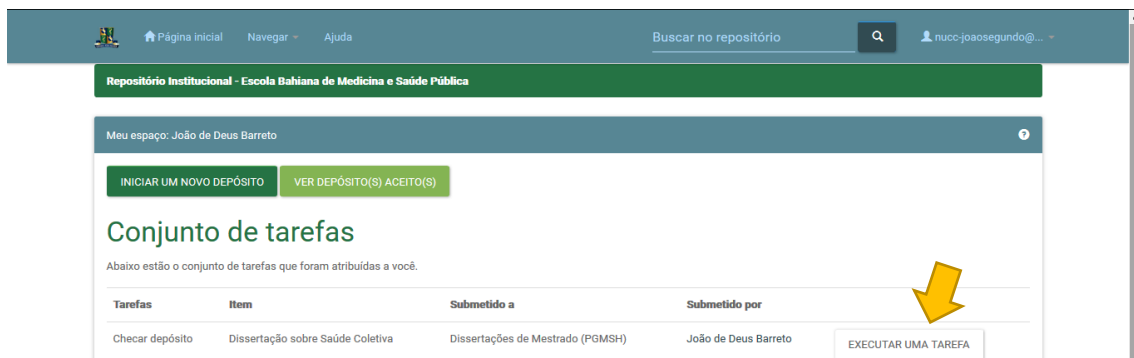 Página inicial Navegar Ajuda Buscar no repositório nucc-joaosegundo@...
Repositório Institucional - Escola Bahiana de Medicina e Saúde Pública
Meu espaço: João de Deus Barreto
INICIAR UM NOVO DEPÓSITO VER DEPÓSITO(S) ACEITO(S)
Conjunto de tarefas
Abaixo estão o conjunto de tarefas que foram atribuídas a você.
Tarefas Item Submetido a Submetido por
Checar depósito Dissertação sobre Saúde Coletiva Dissertações de Mestrado (PGMSH) João de Deus Barreto EXECUTAR UMA TAREFA